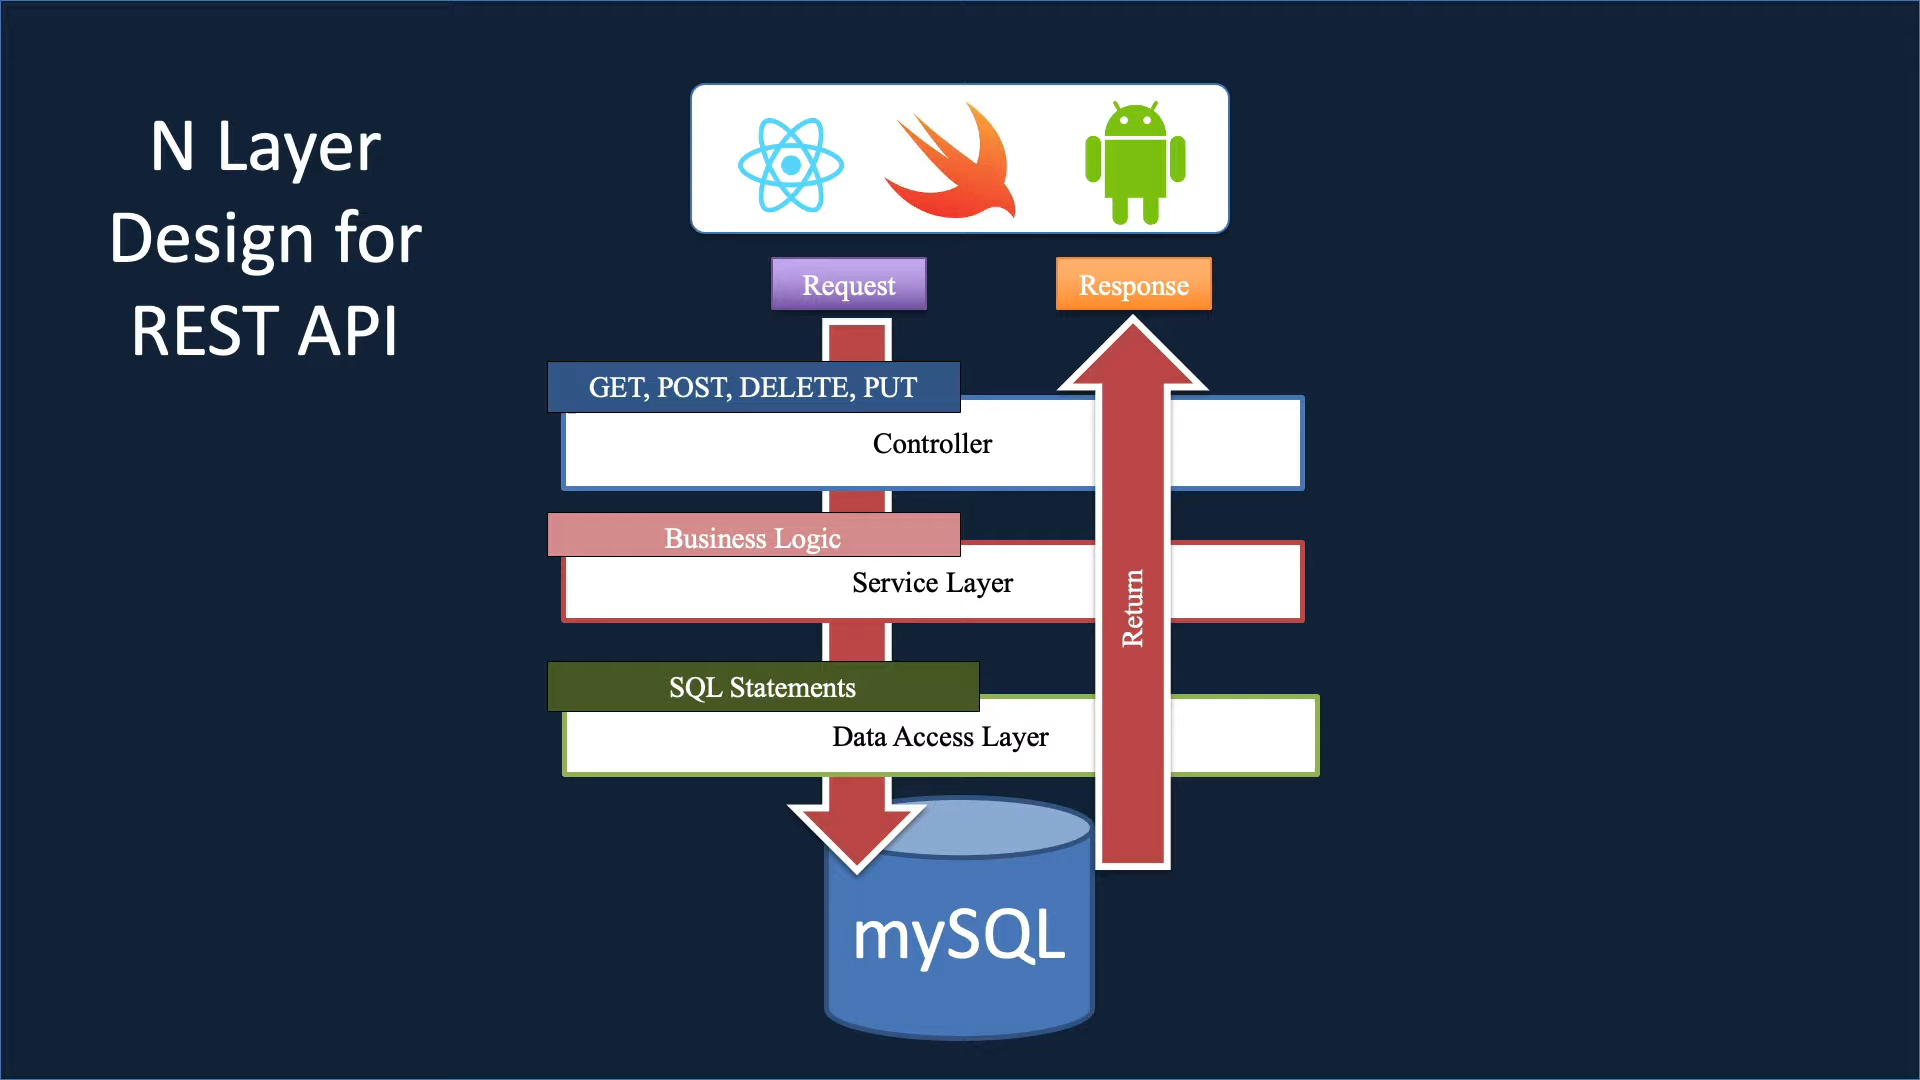 N Layer
Design for
REST API
Request
Response
GET, POST, DELETE, PUT
Controller
Business Logic
Service Layer
Return
SQL Statements
Data Access Layer
mySQL